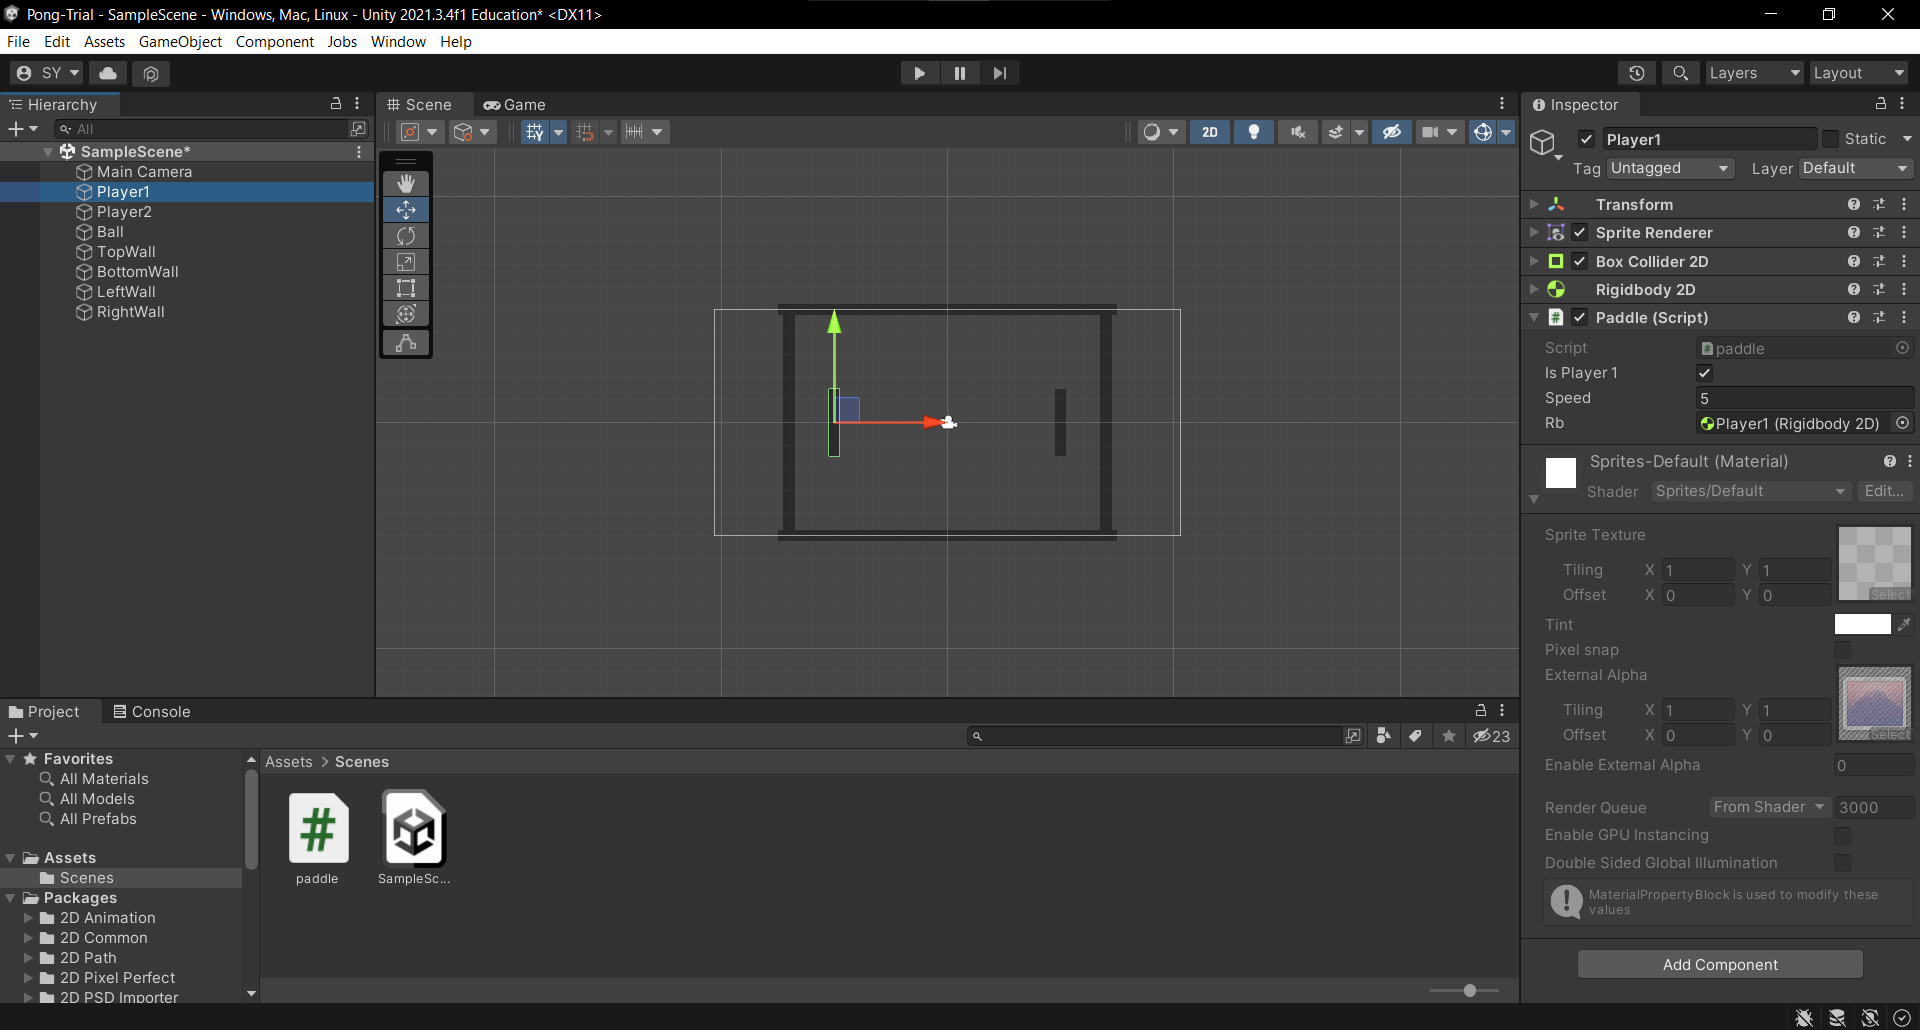 Pong-Trial - SampleScene - Windows, Mac, Linux - Unity 2021.3.4f1 Education* <DX11>
File Edit Assets GameObject Component Jobs Window Help
SY Layers Layout
Hierarchy
All
SampleScene*
Main Camera
Player1
Player2
Ball
TopWall
BottomWall
LeftWall
RightWall
Scene Game
2D
Inspector
Player1 Static
Tag Untagged Layer Default
Transform
Sprite Renderer
Box Collider 2D
Rigidbody 2D
Paddle (Script)
Script paddle
Is Player 1
Speed 5
Rb Player1 (Rigidbody 2D)
Sprites-Default (Material)
Shader Sprites/Default Edit...
Sprite Texture
Tiling X 1 Y 1
Offset X 0 Y 0
Select
Tint
Pixel snap
External Alpha
Tiling X 1 Y 1
Offset X 0 Y 0
Select
Enable External Alpha 0
Render Queue From Shader 3000
Enable GPU Instancing
Double Sided Global Illumination
MaterialPropertyBlock is used to modify these
values
Add Component
Project Console
23
Favorites
All Materials
All Models
All Prefabs
Assets
Scenes
Packages
2D Animation
2D Common
2D Path
2D Pixel Perfect
2D PSD Importer
Assets > Scenes
paddle SampleSc...